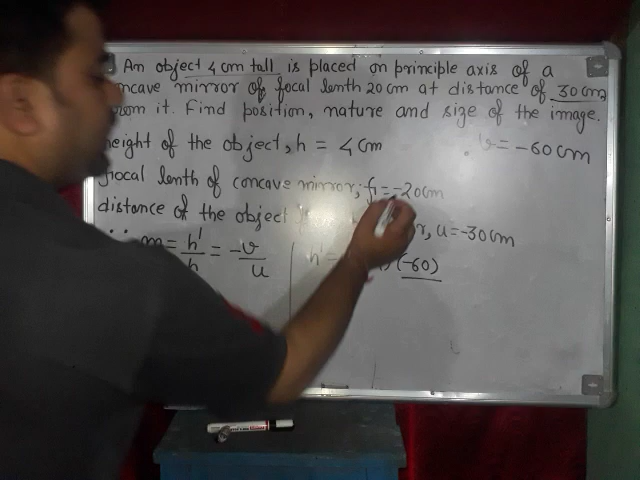 An object 4 cm tall is placed on principle axis of a
ncave mirror of focal lenth 20 cm at distance of 30 cm
from it. Find position, nature and size of the image.
height of the object, h = 4 cm
v = -60 cm
focal lenth of concave mirror, f = -20 cm
distance of the object r, u = -30 cm
∴ m = h'/h = -v/u
h' = (-60)